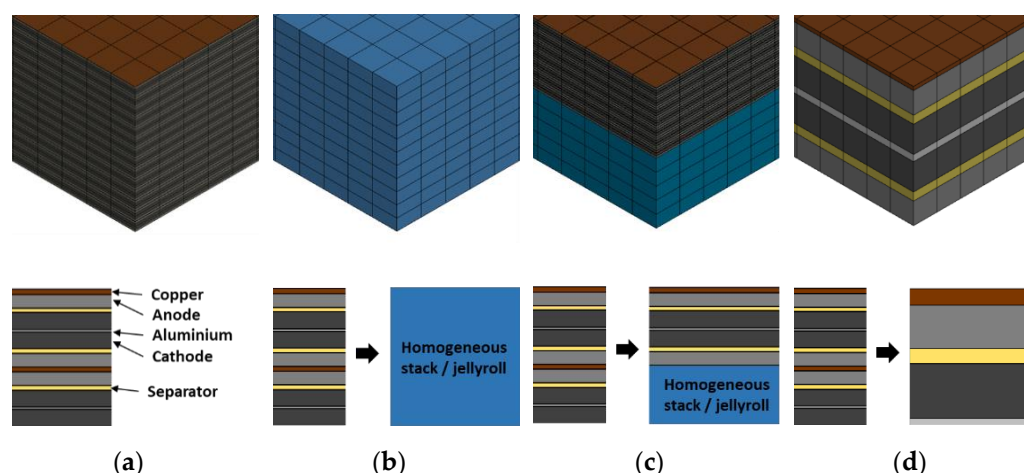 Copper
Anode
Aluminium
Cathode
Separator
Homogeneous
stack / jellyroll
Homogeneous
stack / jellyroll
(a)
(b)
(c)
(d)